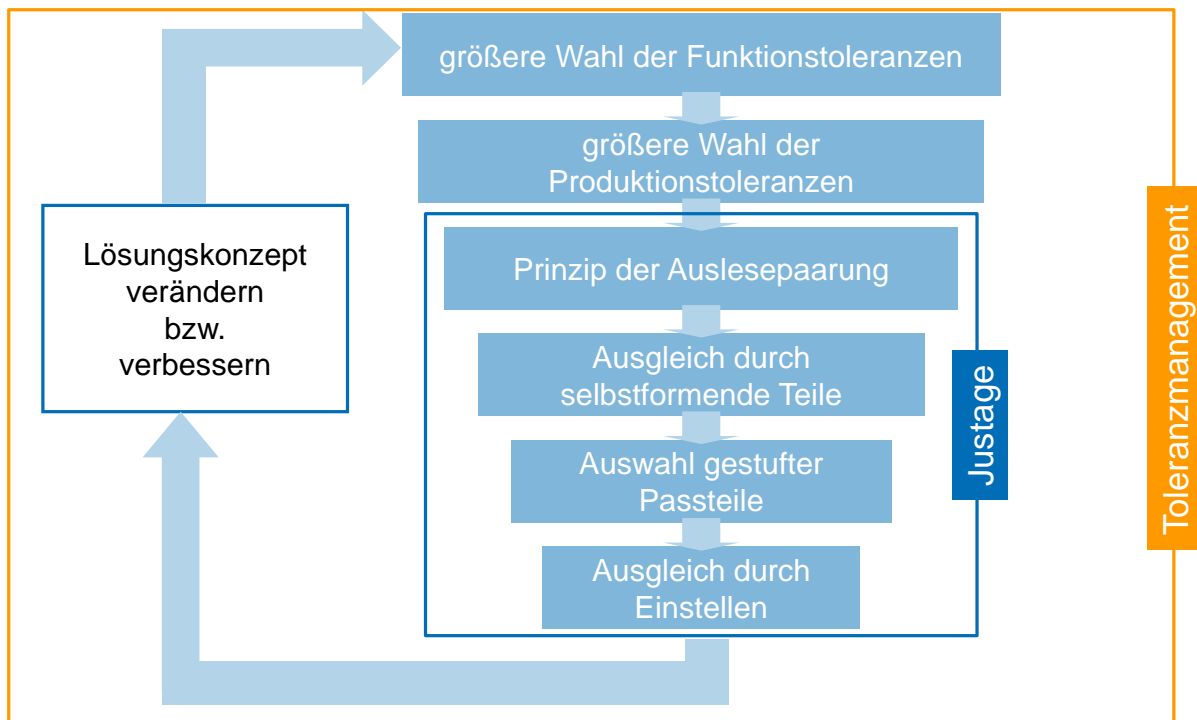 größere Wahl der Funktionstoleranzen
größere Wahl der
Produktionstoleranzen
Lösungskonzept
verändern
bzw.
verbessern
Prinzip der Auslesepaarung
Ausgleich durch
selbstformende Teile
Auswahl gestufter
Passteile
Ausgleich durch
Einstellen
Justage
Toleranzmanagement